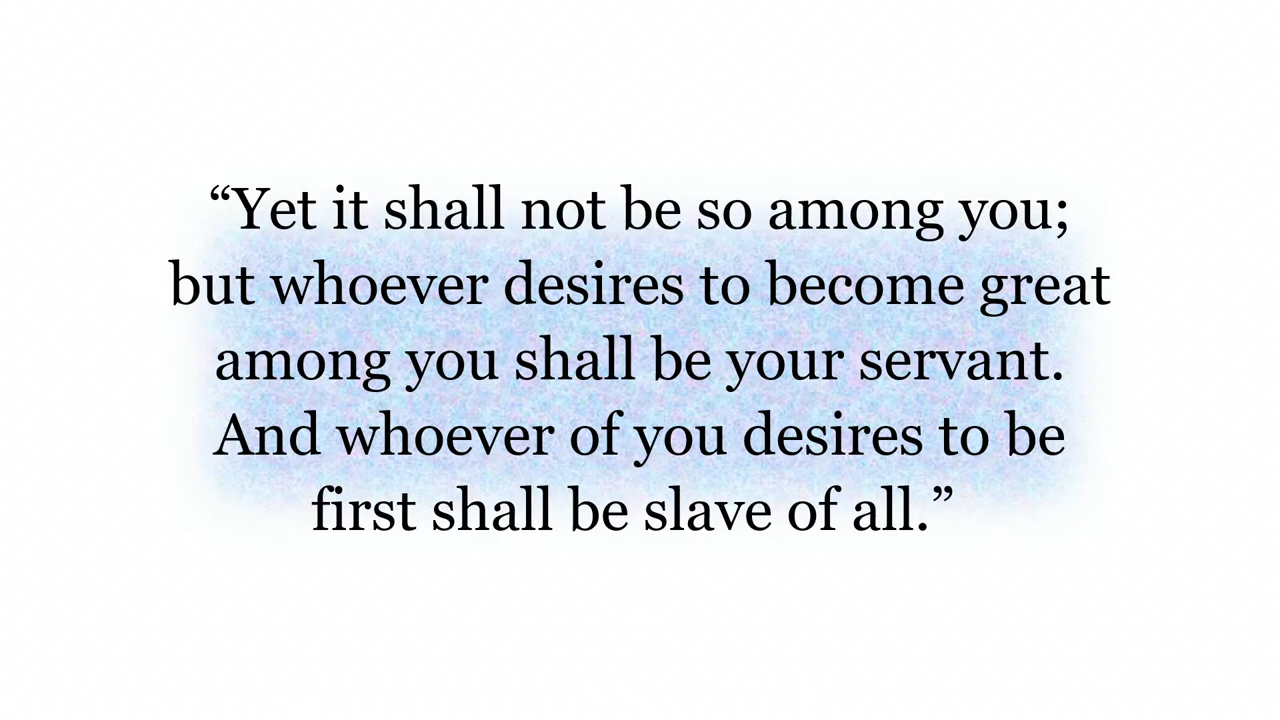 “Yet it shall not be so among you;
but whoever desires to become great
among you shall be your servant.
And whoever of you desires to be
first shall be slave of all.”